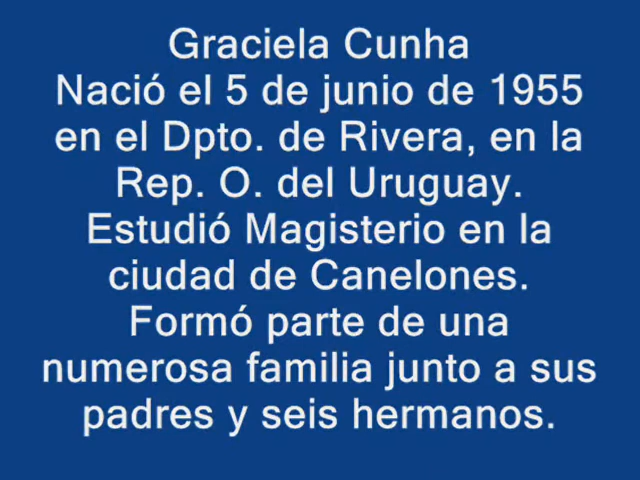 Graciela Cunha
Nació el 5 de junio de 1955
en el Dpto. de Rivera, en la
Rep. O. del Uruguay.
Estudió Magisterio en la
ciudad de Canelones.
Formó parte de una
numerosa familia junto a sus
padres y seis hermanos.